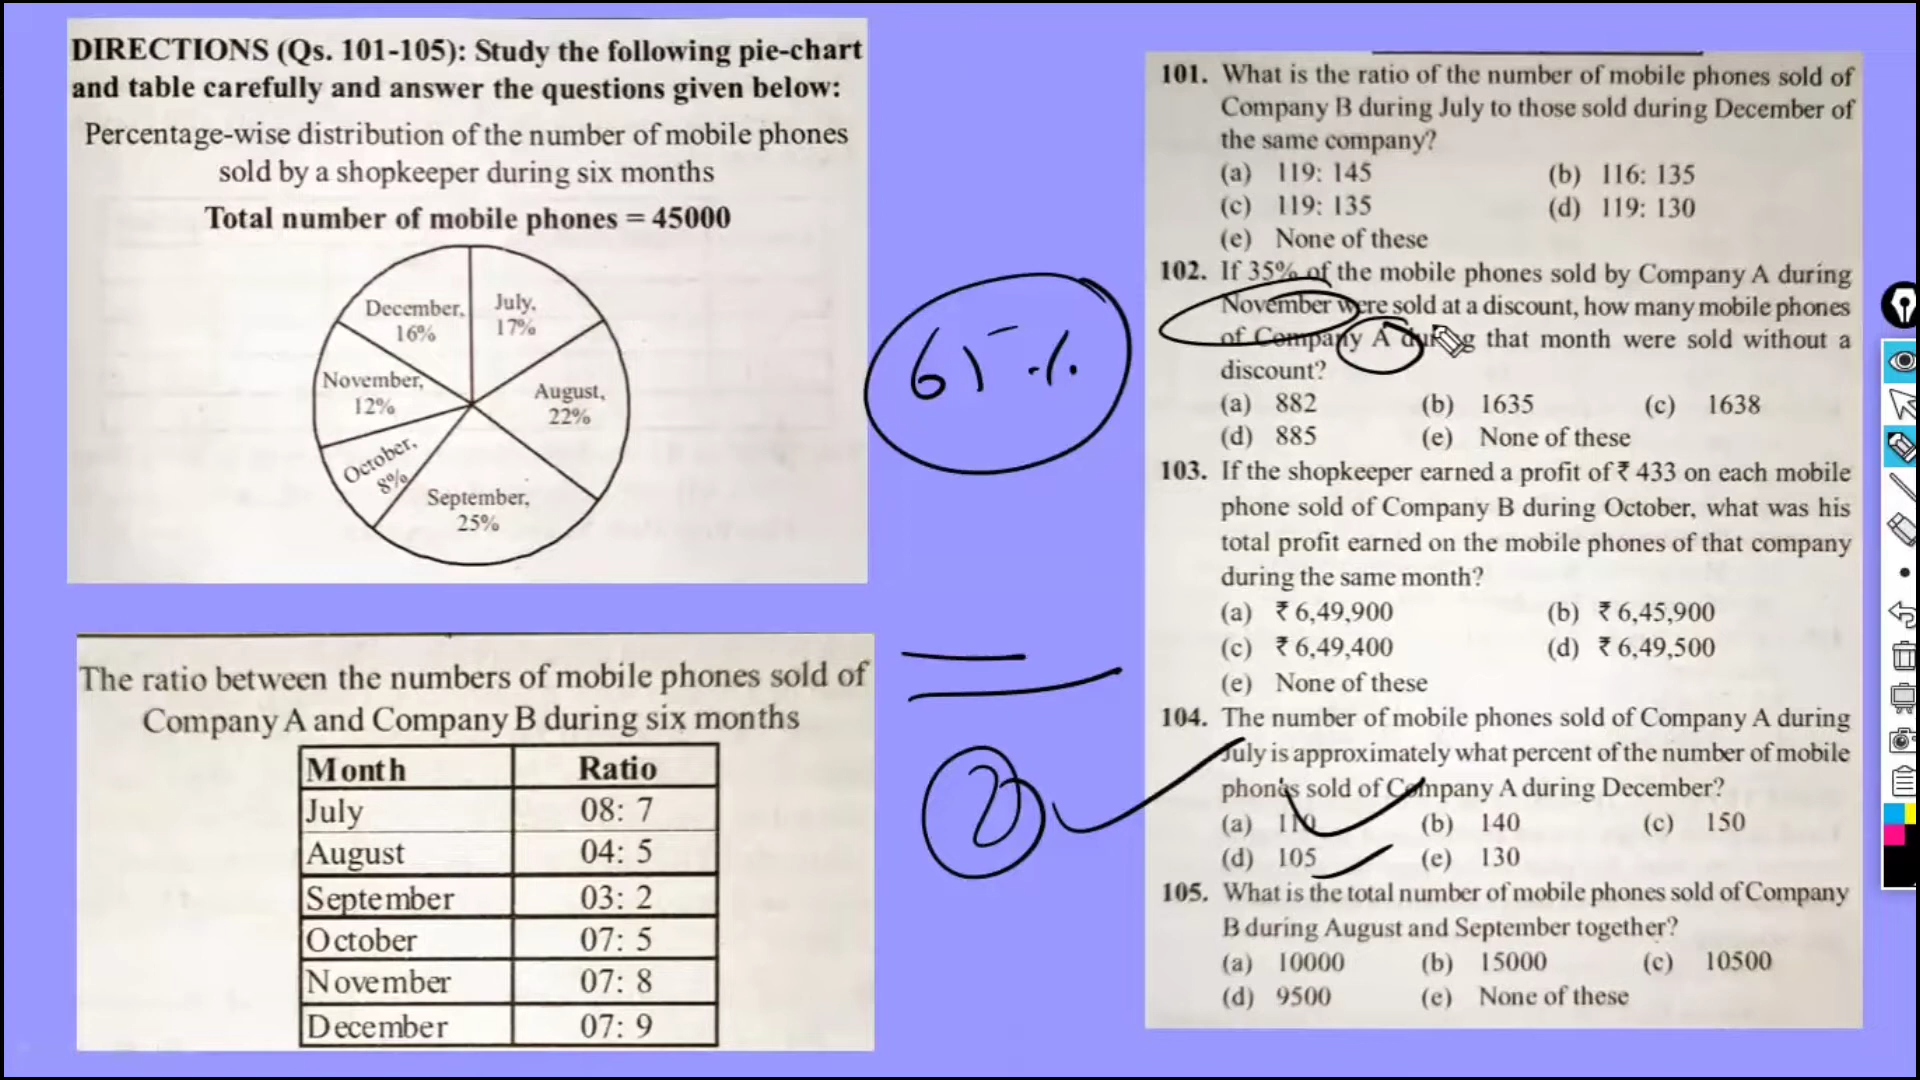 DIRECTIONS (Qs. 101-105): Study the following pie-chart
and table carefully and answer the questions given below:
Percentage-wise distribution of the number of mobile phones
sold by a shopkeeper during six months
Total number of mobile phones = 45000
December,
16%
July,
17%
November,
12%
August,
22%
October,
8%
September,
25%
The ratio between the numbers of mobile phones sold of
Company A and Company B during six months
Month Ratio
July 08: 7
August 04: 5
September 03: 2
October 07: 5
November 07: 8
December 07: 9
65 %
101. What is the ratio of the number of mobile phones sold of
Company B during July to those sold during December of
the same company?
(a) 119: 145 (b) 116: 135
(c) 119: 135 (d) 119: 130
(e) None of these
102. If 35% of the mobile phones sold by Company A during
November were sold at a discount, how many mobile phones
of Company A during that month were sold without a
discount?
(a) 882 (b) 1635 (c) 1638
(d) 885 (e) None of these
103. If the shopkeeper earned a profit of ₹ 433 on each mobile
phone sold of Company B during October, what was his
total profit earned on the mobile phones of that company
during the same month?
(a) ₹ 6,49,900 (b) ₹ 6,45,900
(c) ₹ 6,49,400 (d) ₹ 6,49,500
(e) None of these
104. The number of mobile phones sold of Company A during
July is approximately what percent of the number of mobile
phones sold of Company A during December?
(a) 110 (b) 140 (c) 150
(d) 105 (e) 130
105. What is the total number of mobile phones sold of Company
B during August and September together?
(a) 10000 (b) 15000 (c) 10500
(d) 9500 (e) None of these